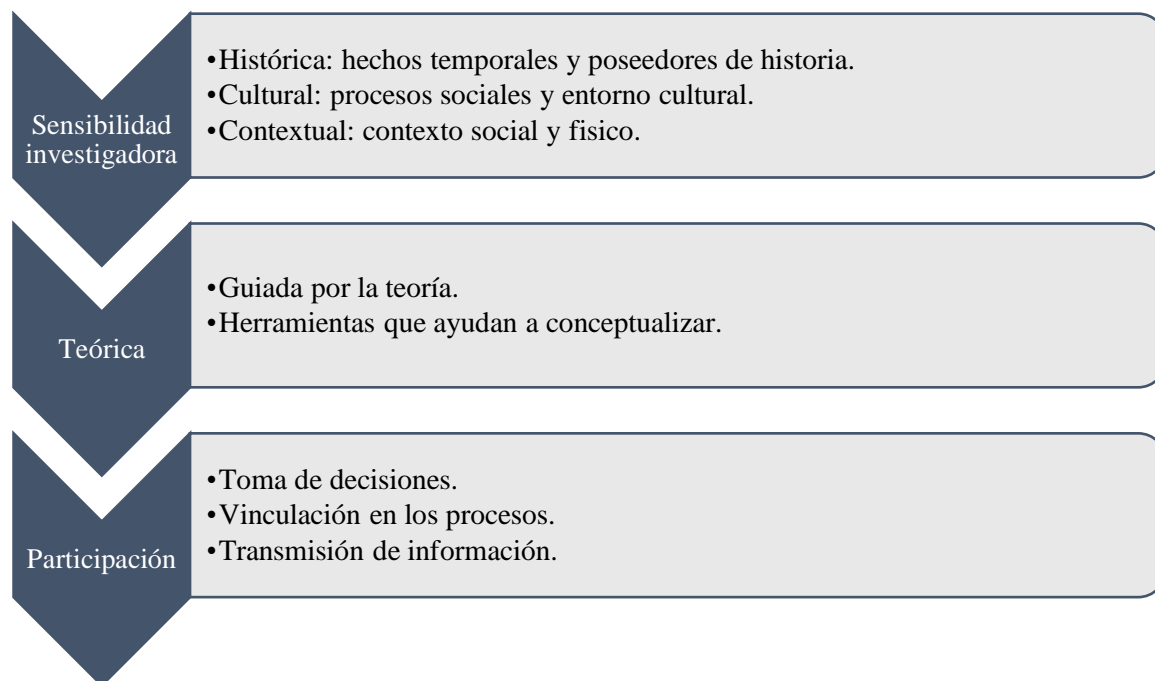 Sensibilidad
investigadora
•Histórica: hechos temporales y poseedores de historia.
•Cultural: procesos sociales y entorno cultural.
•Contextual: contexto social y fisico.
Teórica
•Guiada por la teoría.
•Herramientas que ayudan a conceptualizar.
Participación
•Toma de decisiones.
•Vinculación en los procesos.
•Transmisión de información.